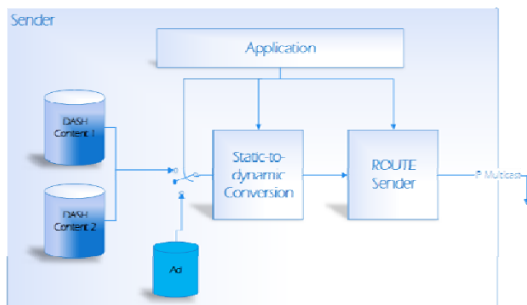 Sender
Application
DASH
Content 1
DASH
Content 2
Static-to-
dynamic
Conversion
ROUTE
Sender
IP Multicast
Ad